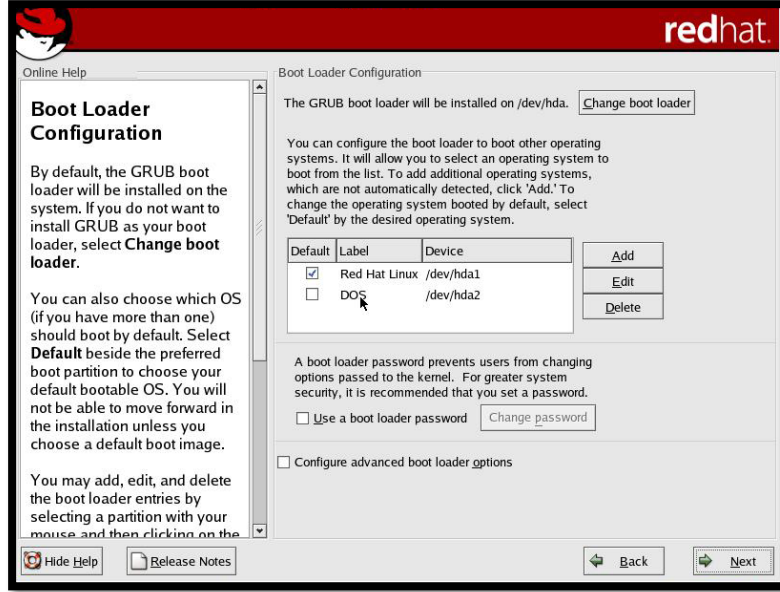 redhat.
Online Help
Boot Loader
Configuration
By default, the GRUB boot
loader will be installed on the
system. If you do not want to
install GRUB as your boot
loader, select Change boot
loader.
You can also choose which OS
(if you have more than one)
should boot by default. Select
Default beside the preferred
boot partition to choose your
default bootable OS. You will
not be able to move forward in
the installation unless you
choose a default boot image.
You may add, edit, and delete
the boot loader entries by
selecting a partition with your
mouse and then clicking on the
Boot Loader Configuration
The GRUB boot loader will be installed on /dev/hda. Change boot loader
You can configure the boot loader to boot other operating
systems. It will allow you to select an operating system to
boot from the list. To add additional operating systems,
which are not automatically detected, click 'Add.' To
change the operating system booted by default, select
'Default' by the desired operating system.
Default Label Device
Red Hat Linux /dev/hda1
DOS /dev/hda2
Add
Edit
Delete
A boot loader password prevents users from changing
options passed to the kernel. For greater system
security, it is recommended that you set a password.
Use a boot loader password Change password
Configure advanced boot loader options
Hide Help Release Notes Back Next